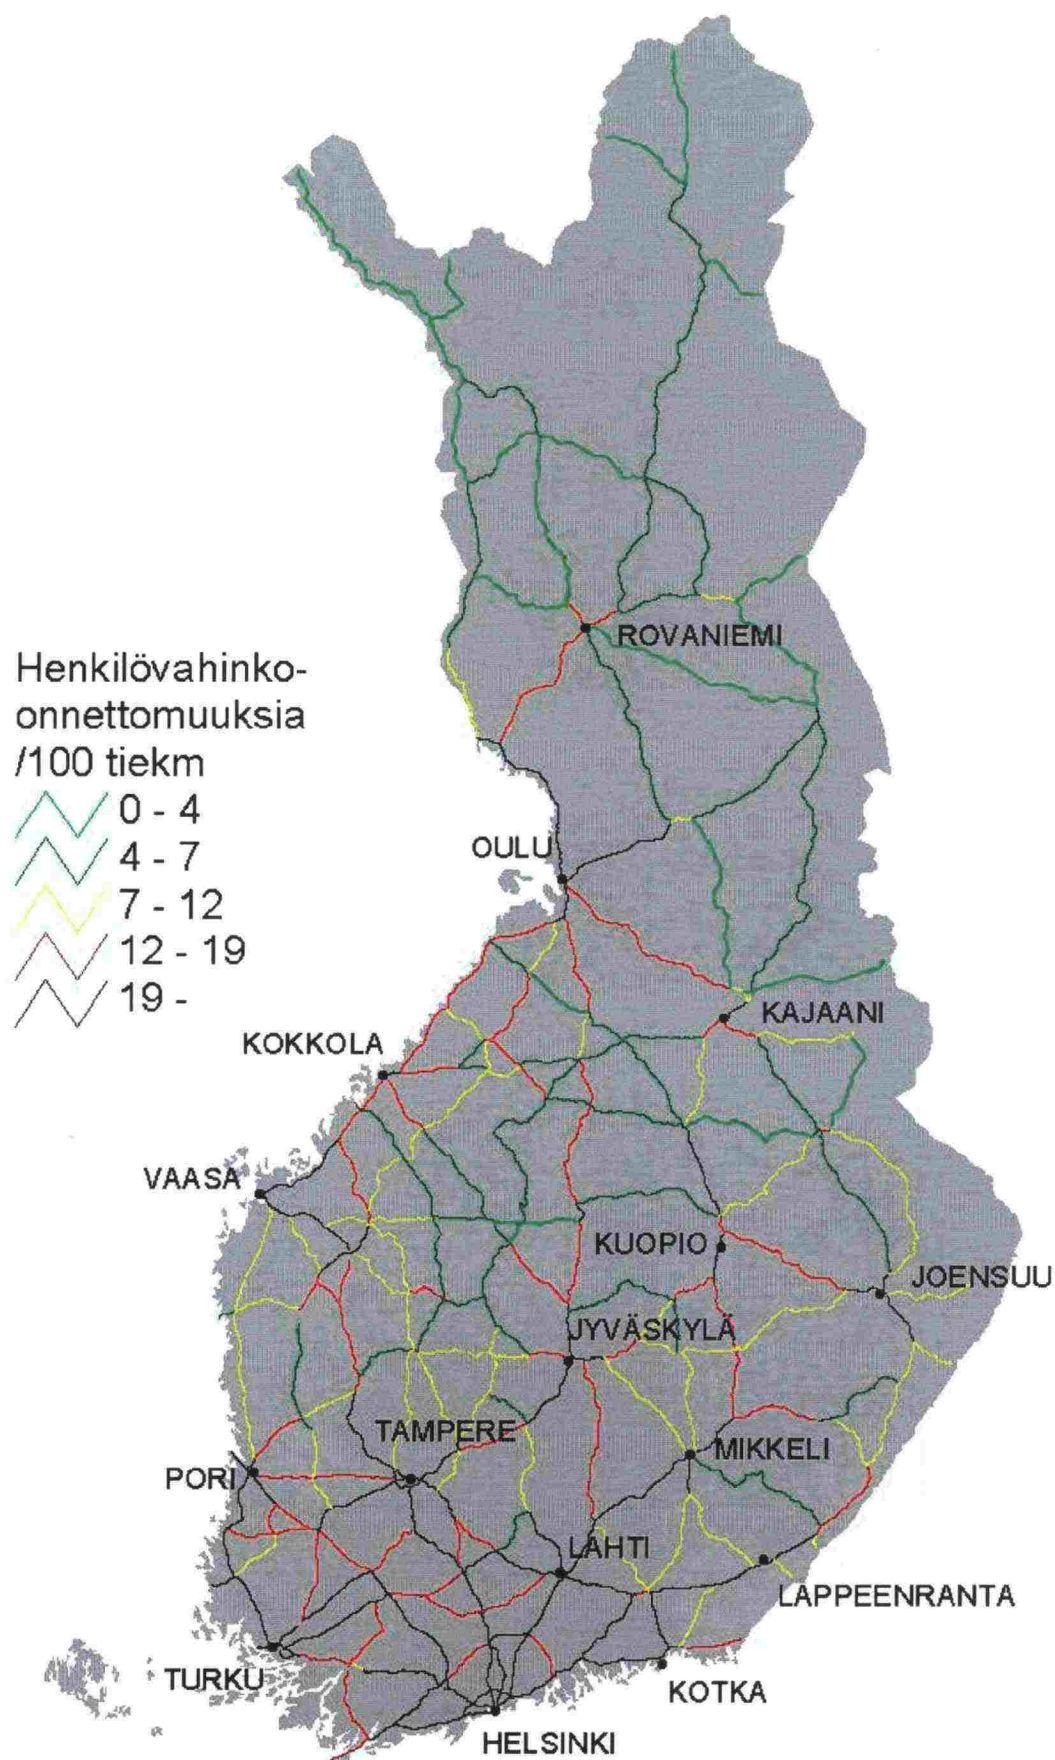 ROVANIEMI
Henkilövahinko-
onnettomuuksia
/100 tiekm
0 - 4
4 - 7
7 - 12
12 - 19
19 -
OULU
KAJAANI
KOKKOLA
VAASA
KUOPIO
JOENSUU
JYVÄSKYLÄ
TAMPERE
MIKKELI
PORI
LAHTI
LAPPEENRANTA
TURKU
KOTKA
HELSINKI